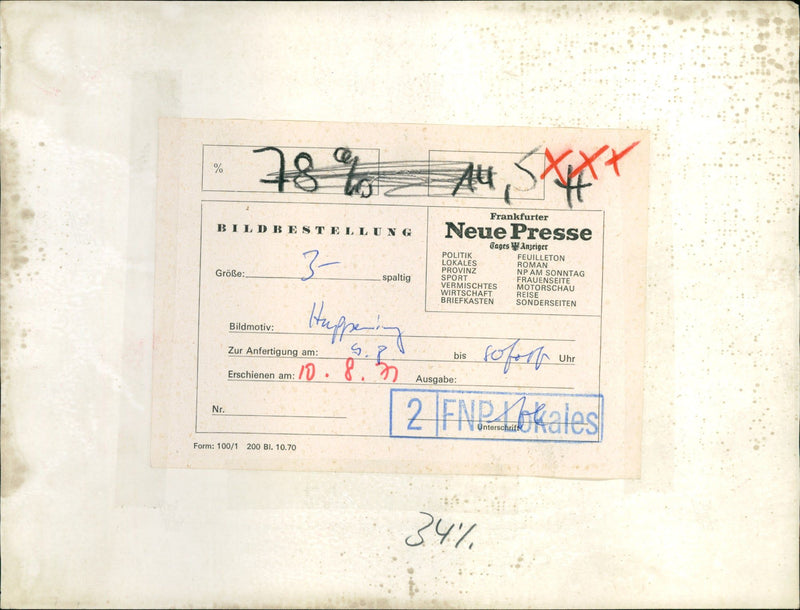 % 78 % 14,5 H XXX
BILDBESTELLUNG
Größe: 3- spaltig
Frankfurter
Neue Presse
Tages Anzeiger
POLITIK FEUILLETON
LOKALES ROMAN
PROVINZ NP AM SONNTAG
SPORT FRAUENSEITE
VERMISCHTES MOTORSCHAU
WIRTSCHAFT REISE
BRIEFKASTEN SONDERSEITEN
Bildmotiv: Happening
Zur Anfertigung am: bis sofort Uhr
Erschienen am: 10. 8. 71 Ausgabe:
Nr. 2 FNP Lokales
Unterschrift
Form: 100/1 200 Bl. 10.70
34%